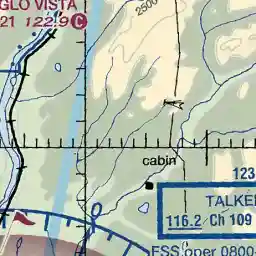 GLO VISTA
21 122.9 C
2500
cabin
123
TALKE
116.2 Ch 109
FSS oper 0800